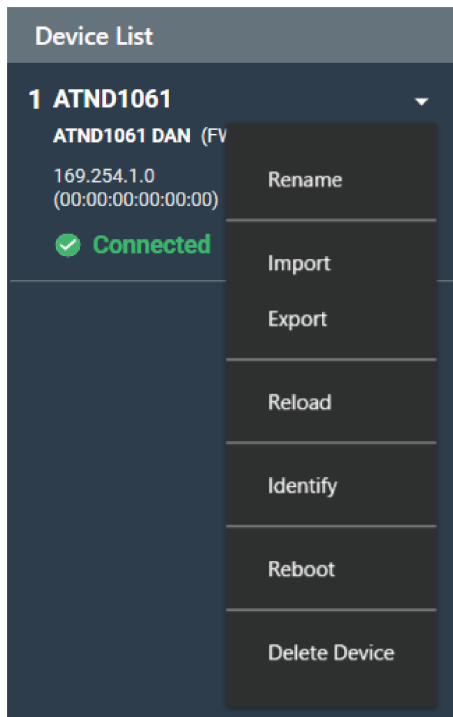 Device List
1 ATND1061
ATND1061 DAN (FW
169.254.1.0
(00:00:00:00:00:00)
Connected
Rename
Import
Export
Reload
Identify
Reboot
Delete Device